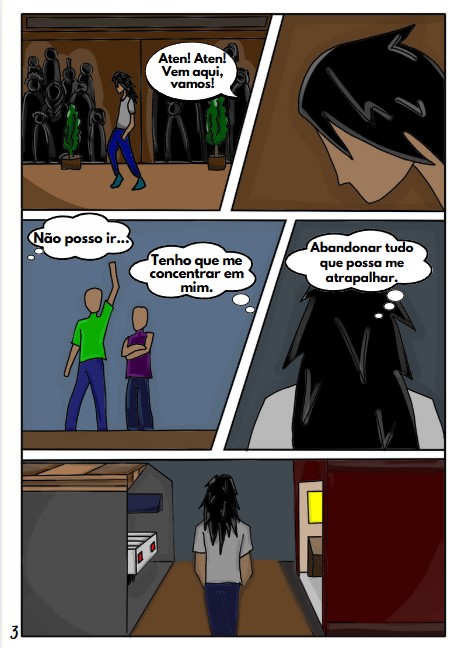 Aten! Aten!
Vem aqui,
vamos!
Não posso ir...
Tenho que me
concentrar em
mim.
Abandonar tudo
que possa me
atrapalhar.
3